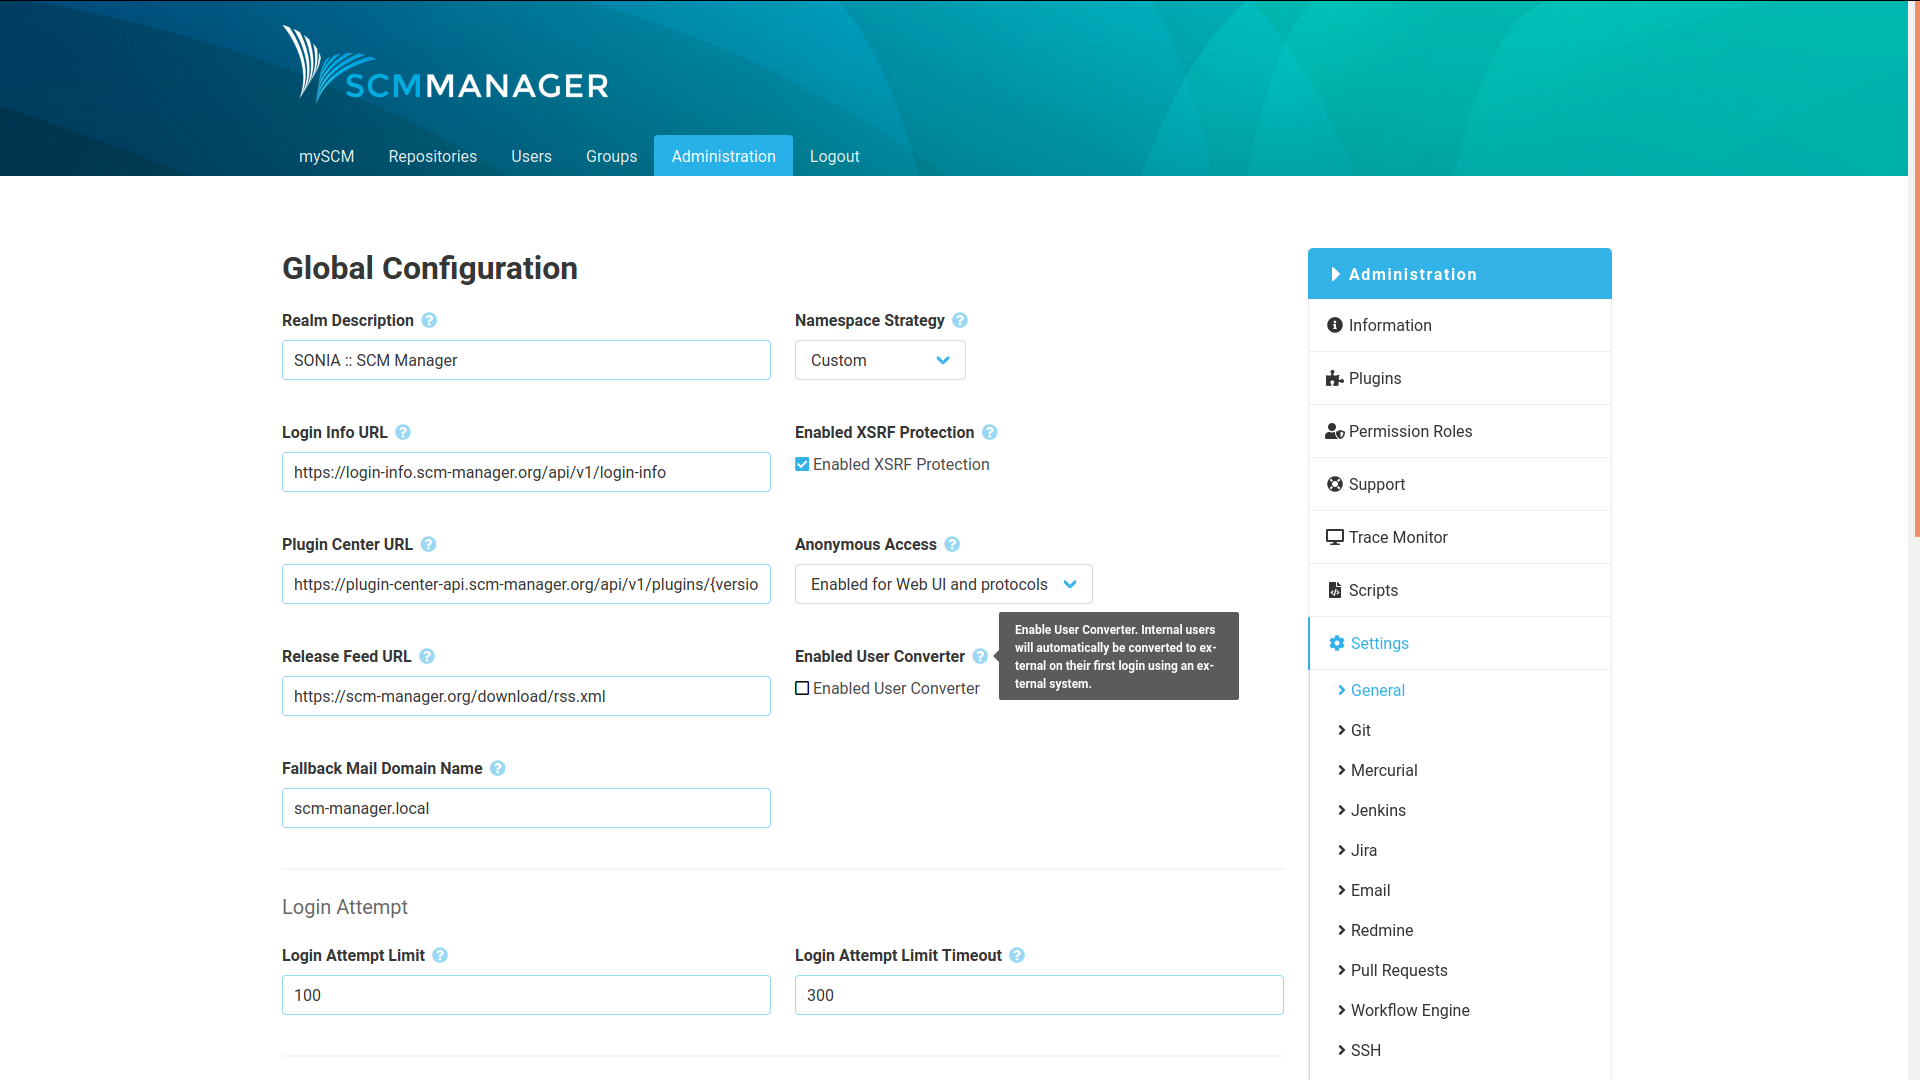 SCMMANAGER
mySCM Repositories Users Groups Administration Logout
Global Configuration
Realm Description
SONIA :: SCM Manager
Namespace Strategy
Custom
Login Info URL
https://login-info.scm-manager.org/api/v1/login-info
Enabled XSRF Protection
Enabled XSRF Protection
Plugin Center URL
https://plugin-center-api.scm-manager.org/api/v1/plugins/{versio
Anonymous Access
Enabled for Web UI and protocols
Release Feed URL
https://scm-manager.org/download/rss.xml
Enabled User Converter
Enabled User Converter
Enable User Converter. Internal users
will automatically be converted to ex-
ternal on their first login using an ex-
ternal system.
Fallback Mail Domain Name
scm-manager.local
Login Attempt
Login Attempt Limit
100
Login Attempt Limit Timeout
300
Administration
Information
Plugins
Permission Roles
Support
Trace Monitor
Scripts
Settings
General
Git
Mercurial
Jenkins
Jira
Email
Redmine
Pull Requests
Workflow Engine
SSH